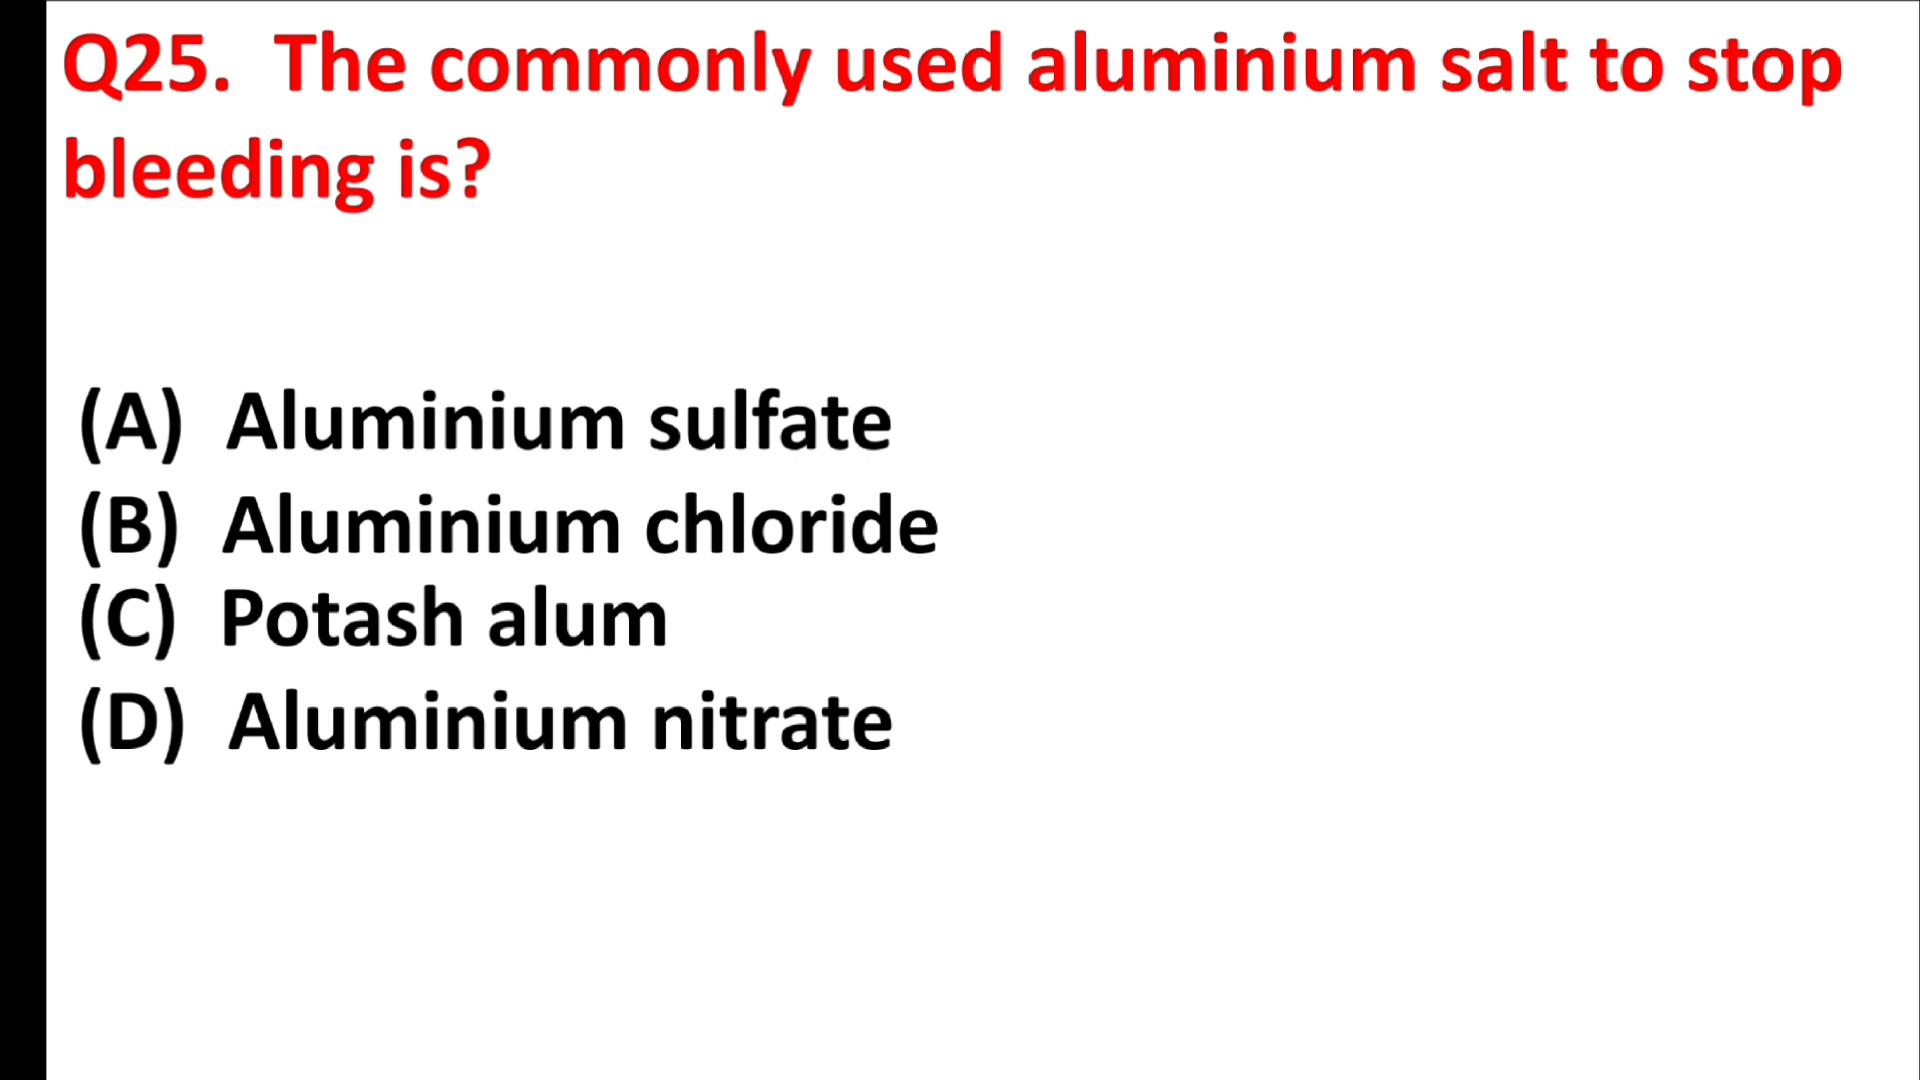 Q25. The commonly used aluminium salt to stop
bleeding is?
(A) Aluminium sulfate
(B) Aluminium chloride
(C) Potash alum
(D) Aluminium nitrate